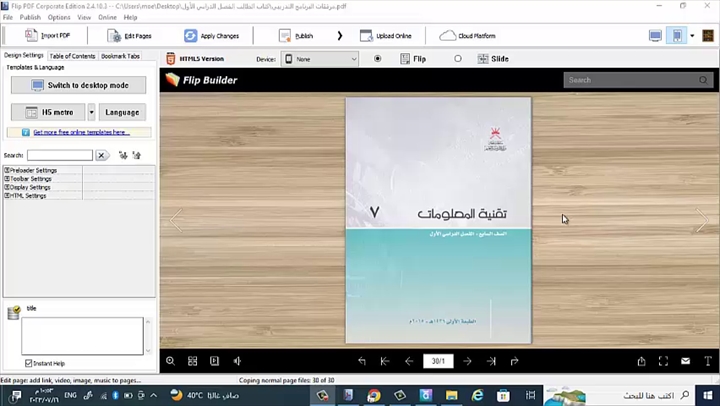 Flip PDF Corporate Edition 2.4.10.3 -- C:\Users\moe\Desktop\مرفقات البرنامج التدريبي\كتاب الطالب الفصل الدراسي الأول.pdf
File Publish Option View Online Help
Import PDF Edit Pages Apply Changes Publish Upload Online Cloud Platform
Design Settings Table of Contents Bookmark Tabs
HTML5 Version Device: None Flip Slide
Templates & Language
Switch to desktop mode
H5 metro Language
Get more free online templates here...
Search:
Preloader Settings
Toolbar Settings
Display Settings
HTML Settings
Flip Builder
Search
تقنية المعلومات ٧
الصف السابع - الفصل الدراسي الأول
الطبعة الأولى ١٤٣٦هـ - ٢٠١٥م
title
Instant Help
30/1
Edit page: add link, video, image, music to pages...
Coping normal page files: 30 of 30
ENG
40°C صافي غالبًا
اكتب هنا للبحث